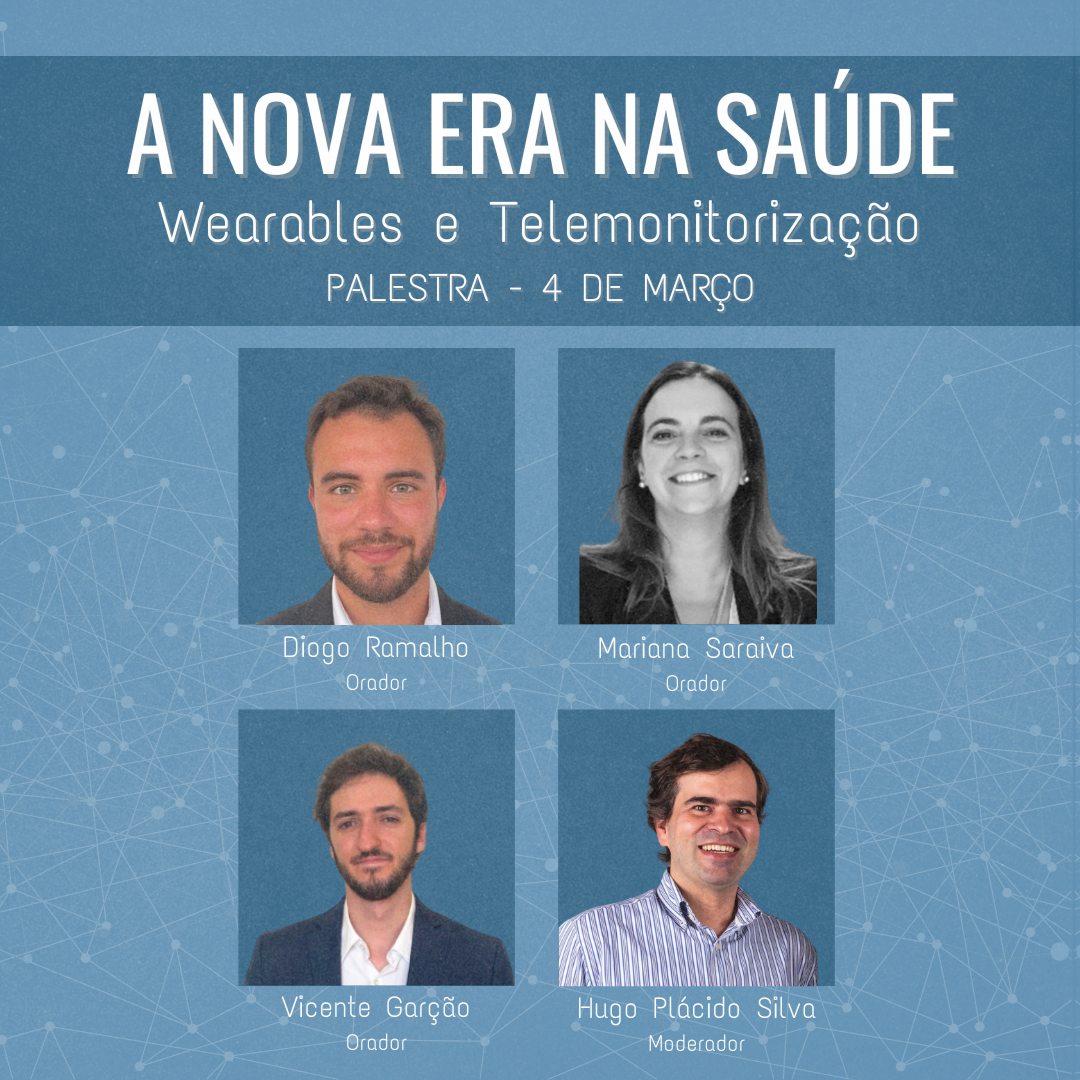 A NOVA ERA NA SAÚDE
Wearables e Telemonitorização
PALESTRA - 4 DE MARÇO
Diogo Ramalho
Orador
Mariana Saraiva
Orador
Vicente Garção
Orador
Hugo Plácido Silva
Moderador